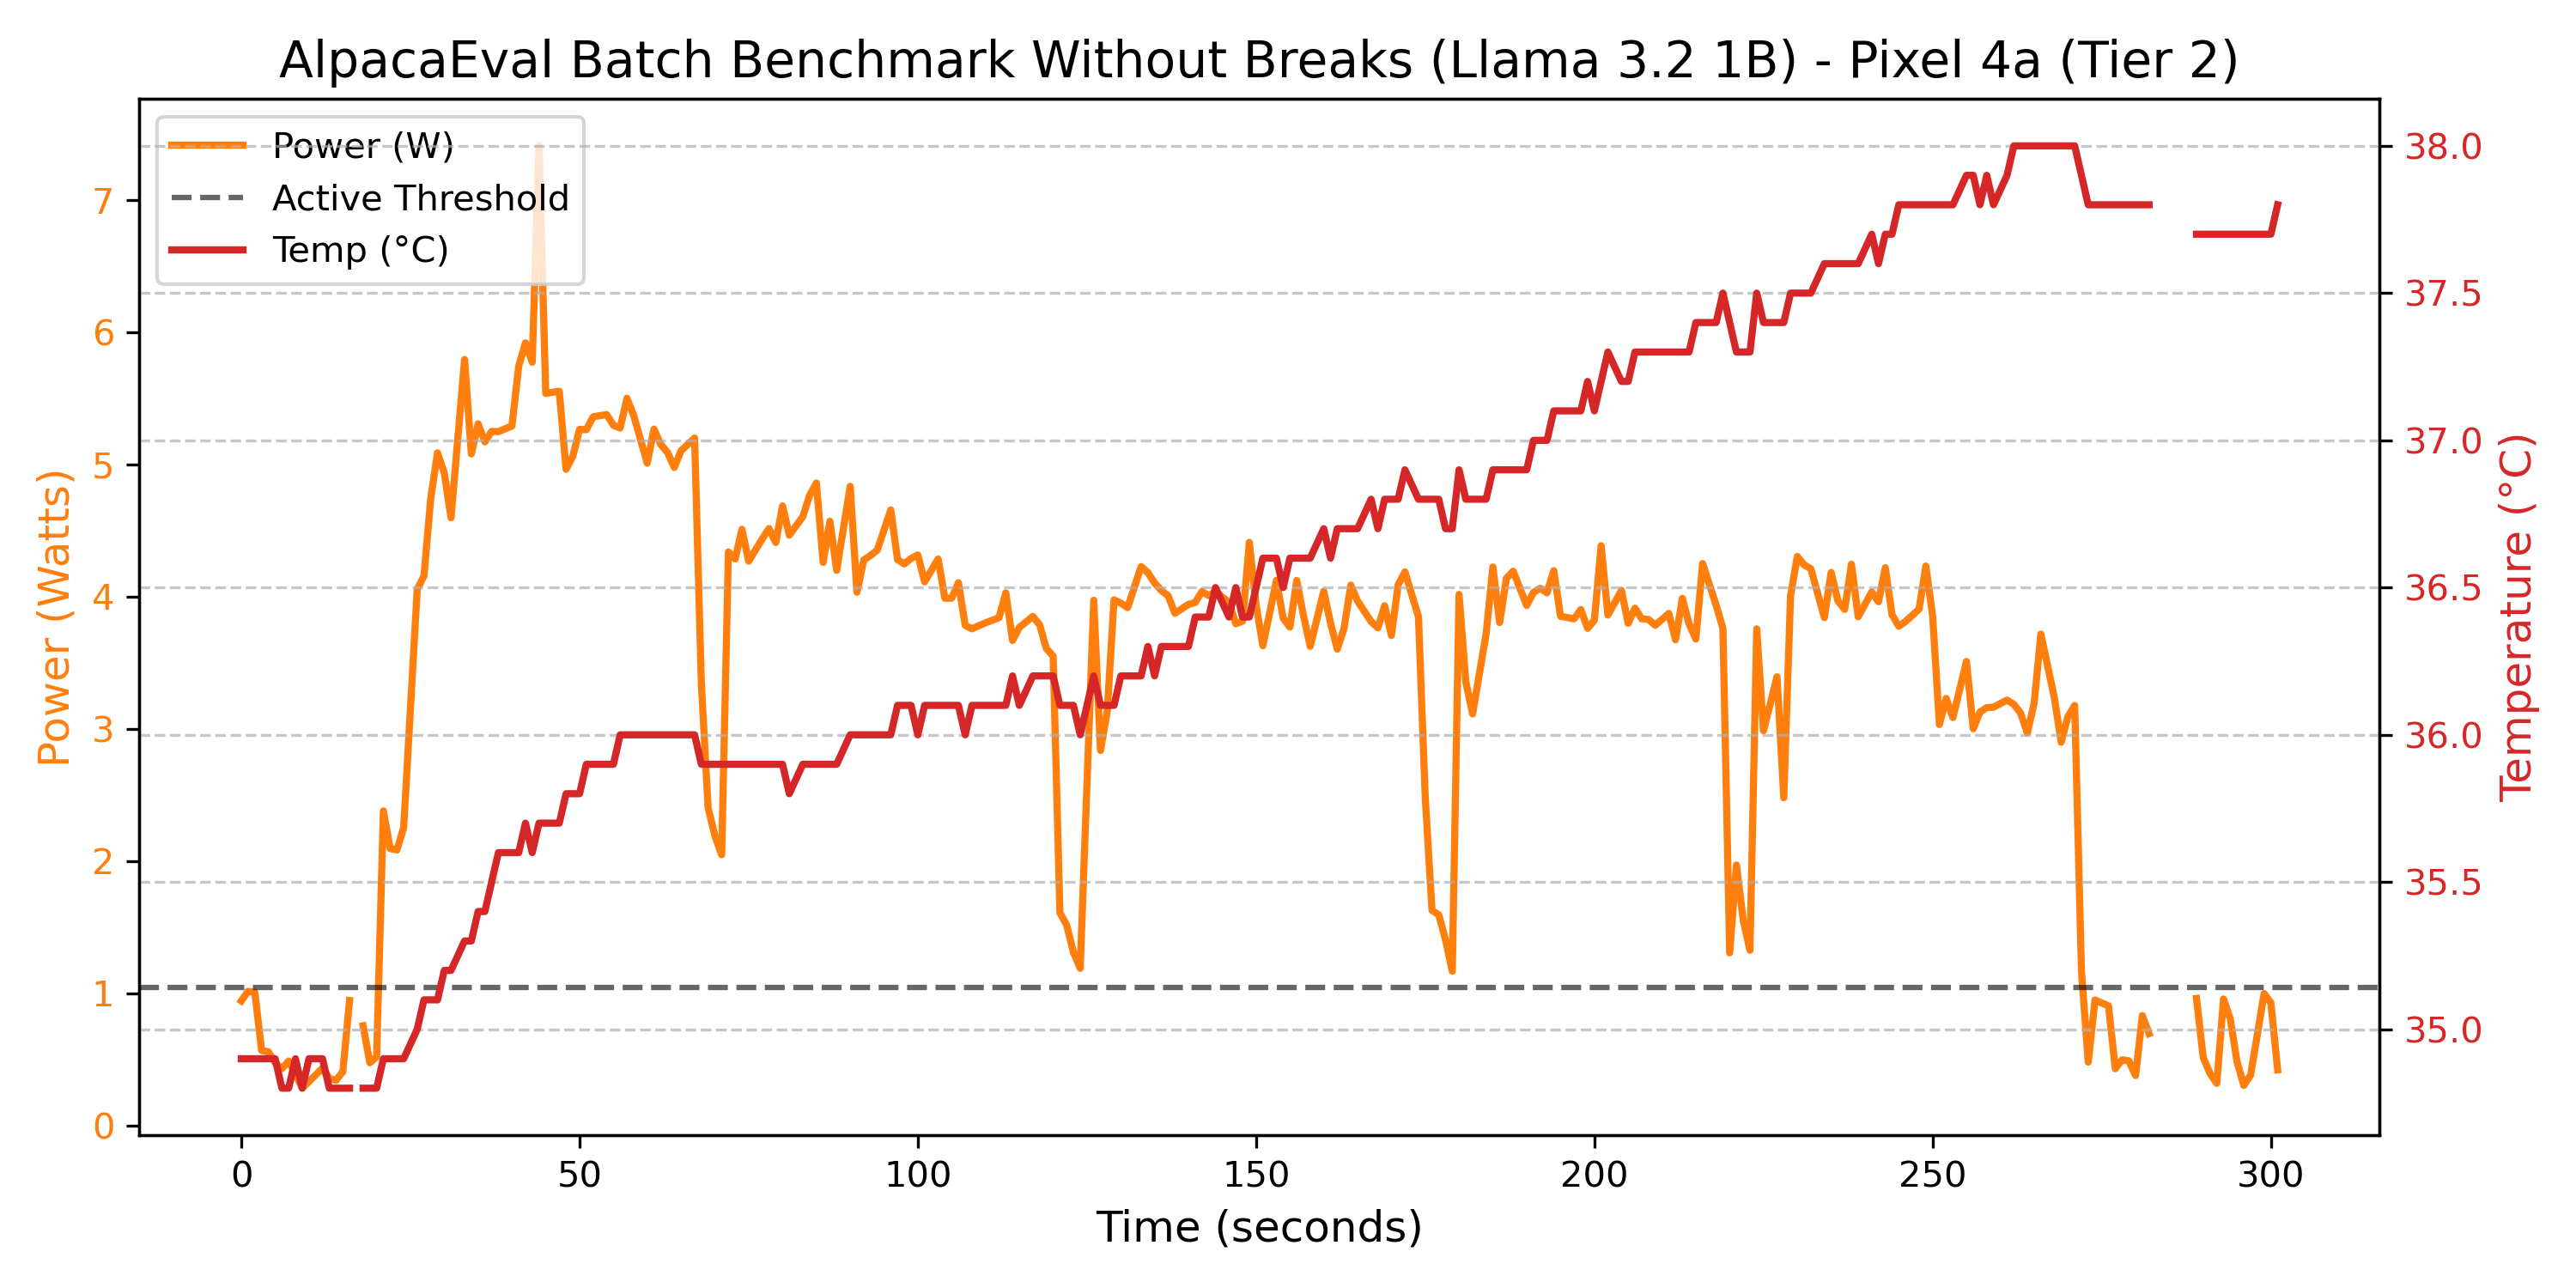 AlpacaEval Batch Benchmark Without Breaks (Llama 3.2 1B) - Pixel 4a (Tier 2)
Power (W)
Active Threshold
Temp (°C)
Power (Watts)
7
6
5
4
3
2
1
0
38.0
37.5
37.0
36.5
36.0
35.5
35.0
Temperature (°C)
0 50 100 150 200 250 300
Time (seconds)